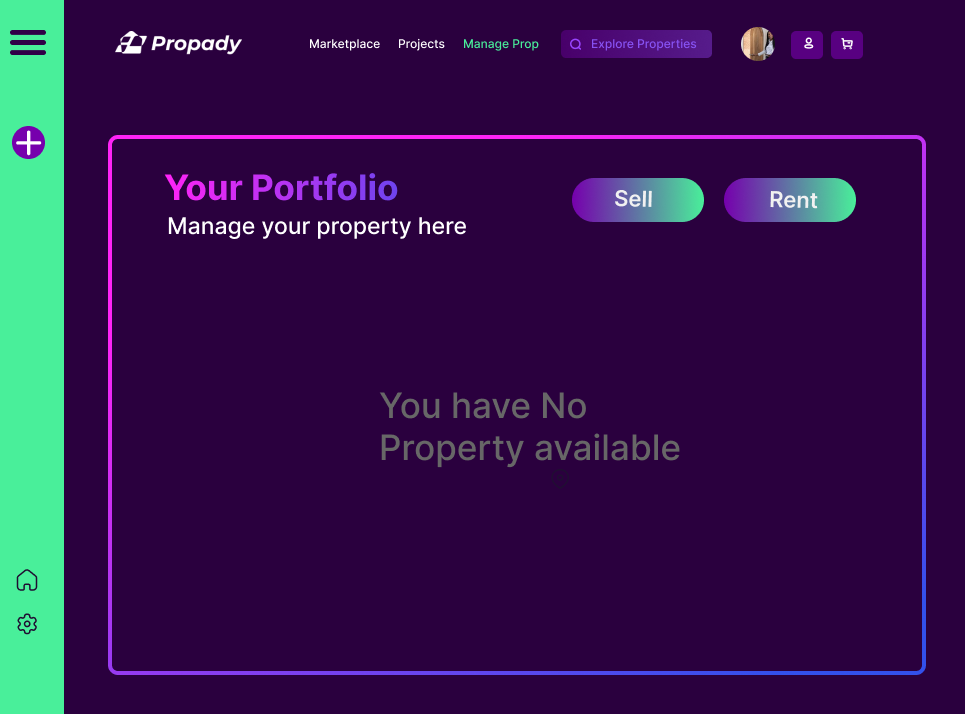 Propady
Marketplace Projects Manage Prop Explore Properties
Your Portfolio
Manage your property here
Sell Rent
You have No
Property available